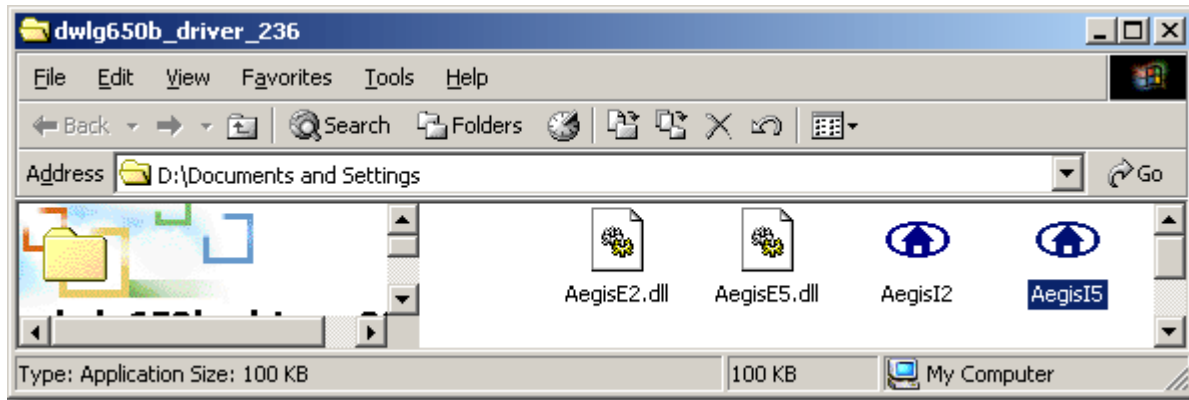 dwlg650b_driver_236
File Edit View Favorites Tools Help
Back Search Folders
Address D:\Documents and Settings Go
AegisE2.dll AegisE5.dll AegisI2 AegisI5
Type: Application Size: 100 KB 100 KB My Computer